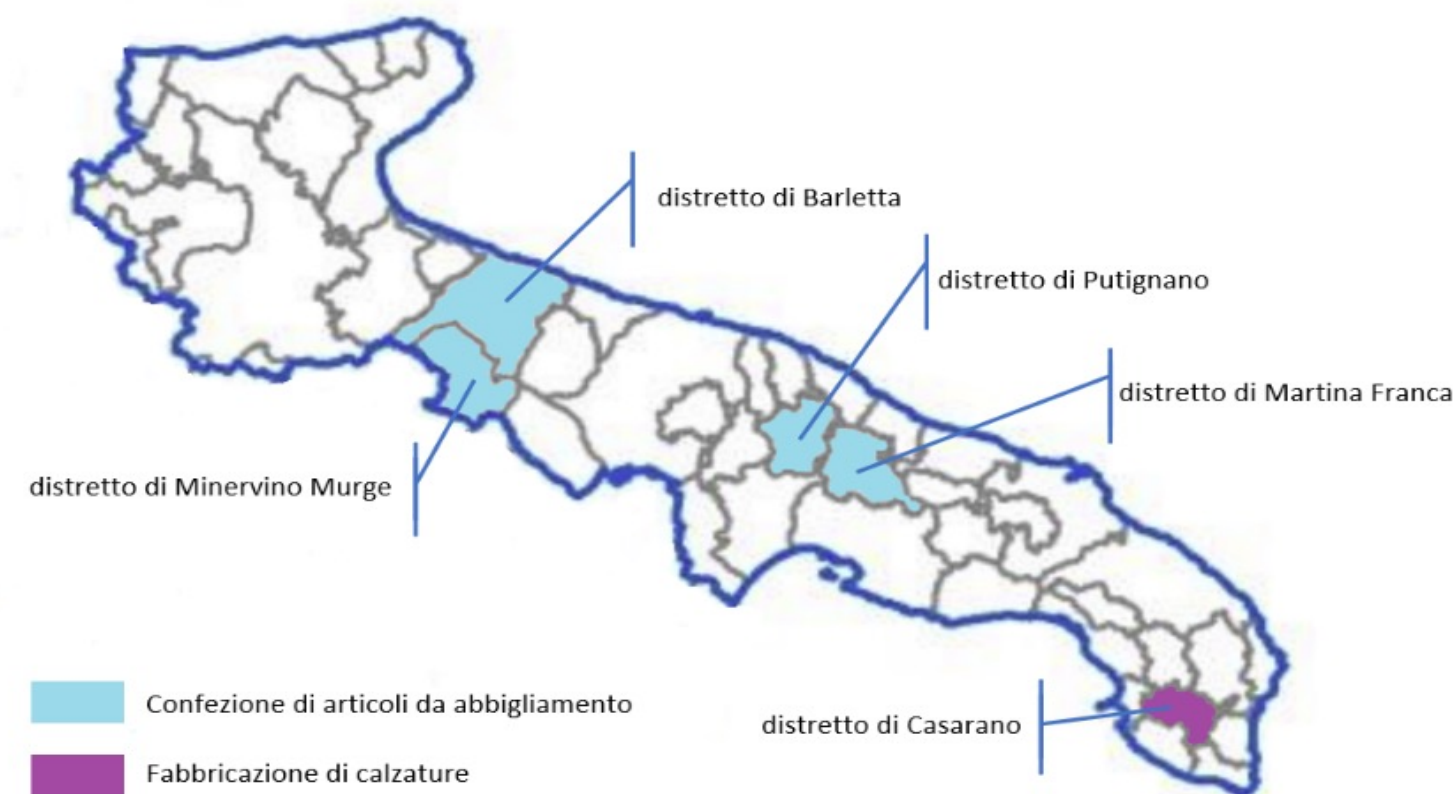 distretto di Barletta
distretto di Putignano
distretto di Martina Franca
distretto di Minervino Murge
Confezione di articoli da abbigliamento
distretto di Casarano
Fabbricazione di calzature